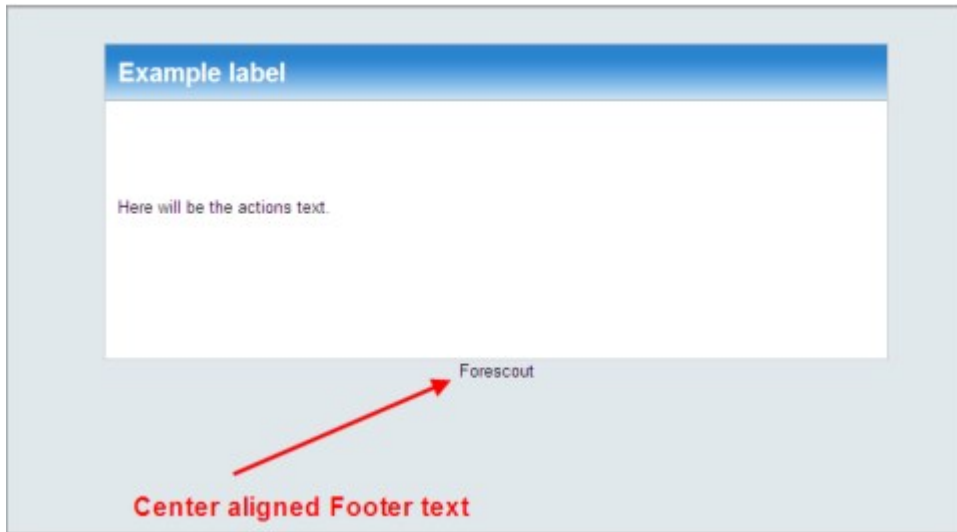 Example label
Here will be the actions text.
Forescout
Center aligned Footer text